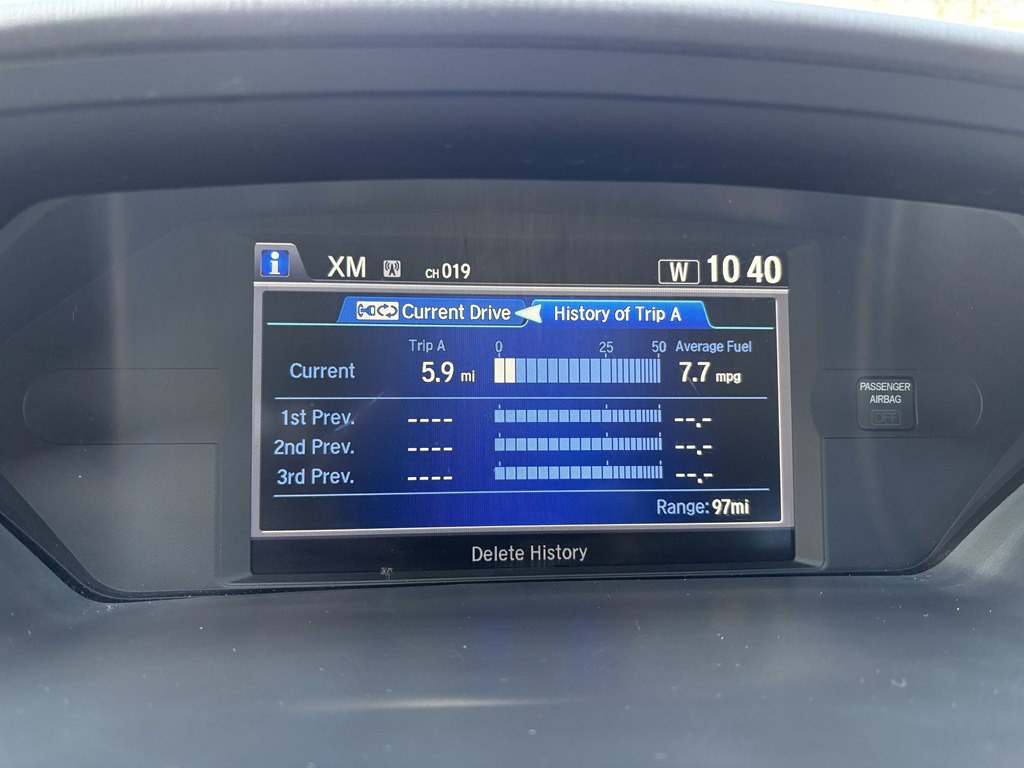 i XM CH 019 W 10 40
Current Drive History of Trip A
Trip A 0 25 50 Average Fuel
Current 5.9 mi 7.7 mpg
1st Prev. ---- --.-
2nd Prev. ---- --.-
3rd Prev. ---- --.-
Range: 97mi
Delete History
PASSENGER
AIRBAG
OFF